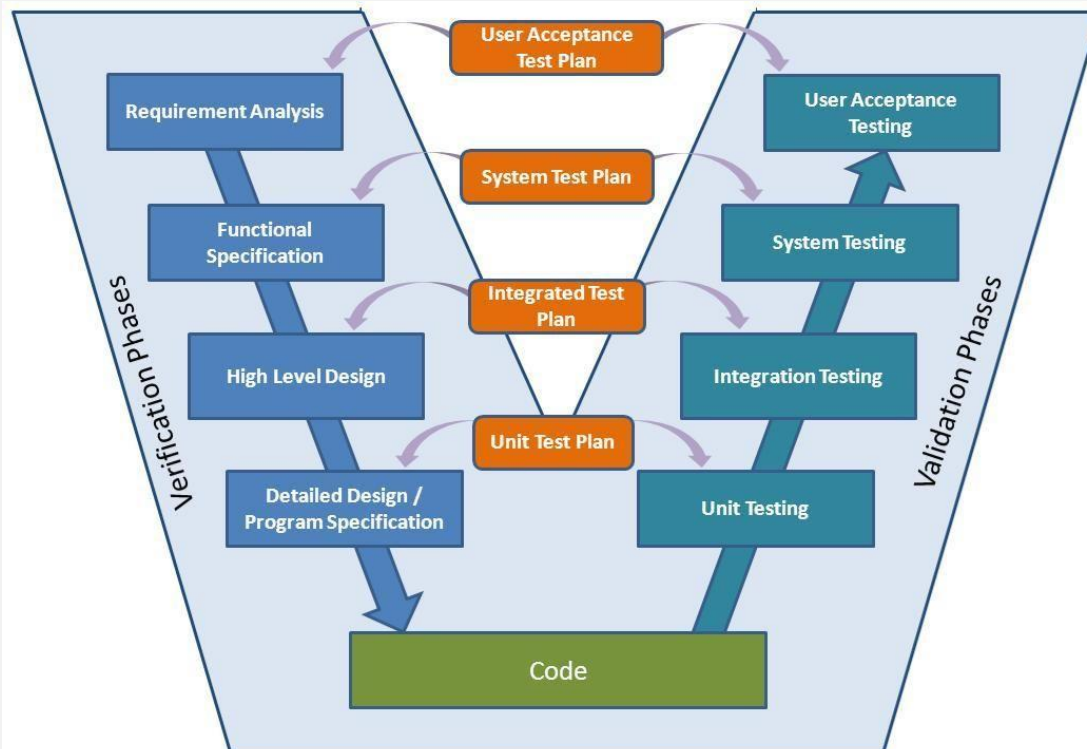 User Acceptance
Test Plan
Requirement Analysis
User Acceptance
Testing
System Test Plan
Functional
Specification
System Testing
Integrated Test
Plan
High Level Design
Integration Testing
Verification Phases
Validation Phases
Unit Test Plan
Detailed Design /
Program Specification
Unit Testing
Code